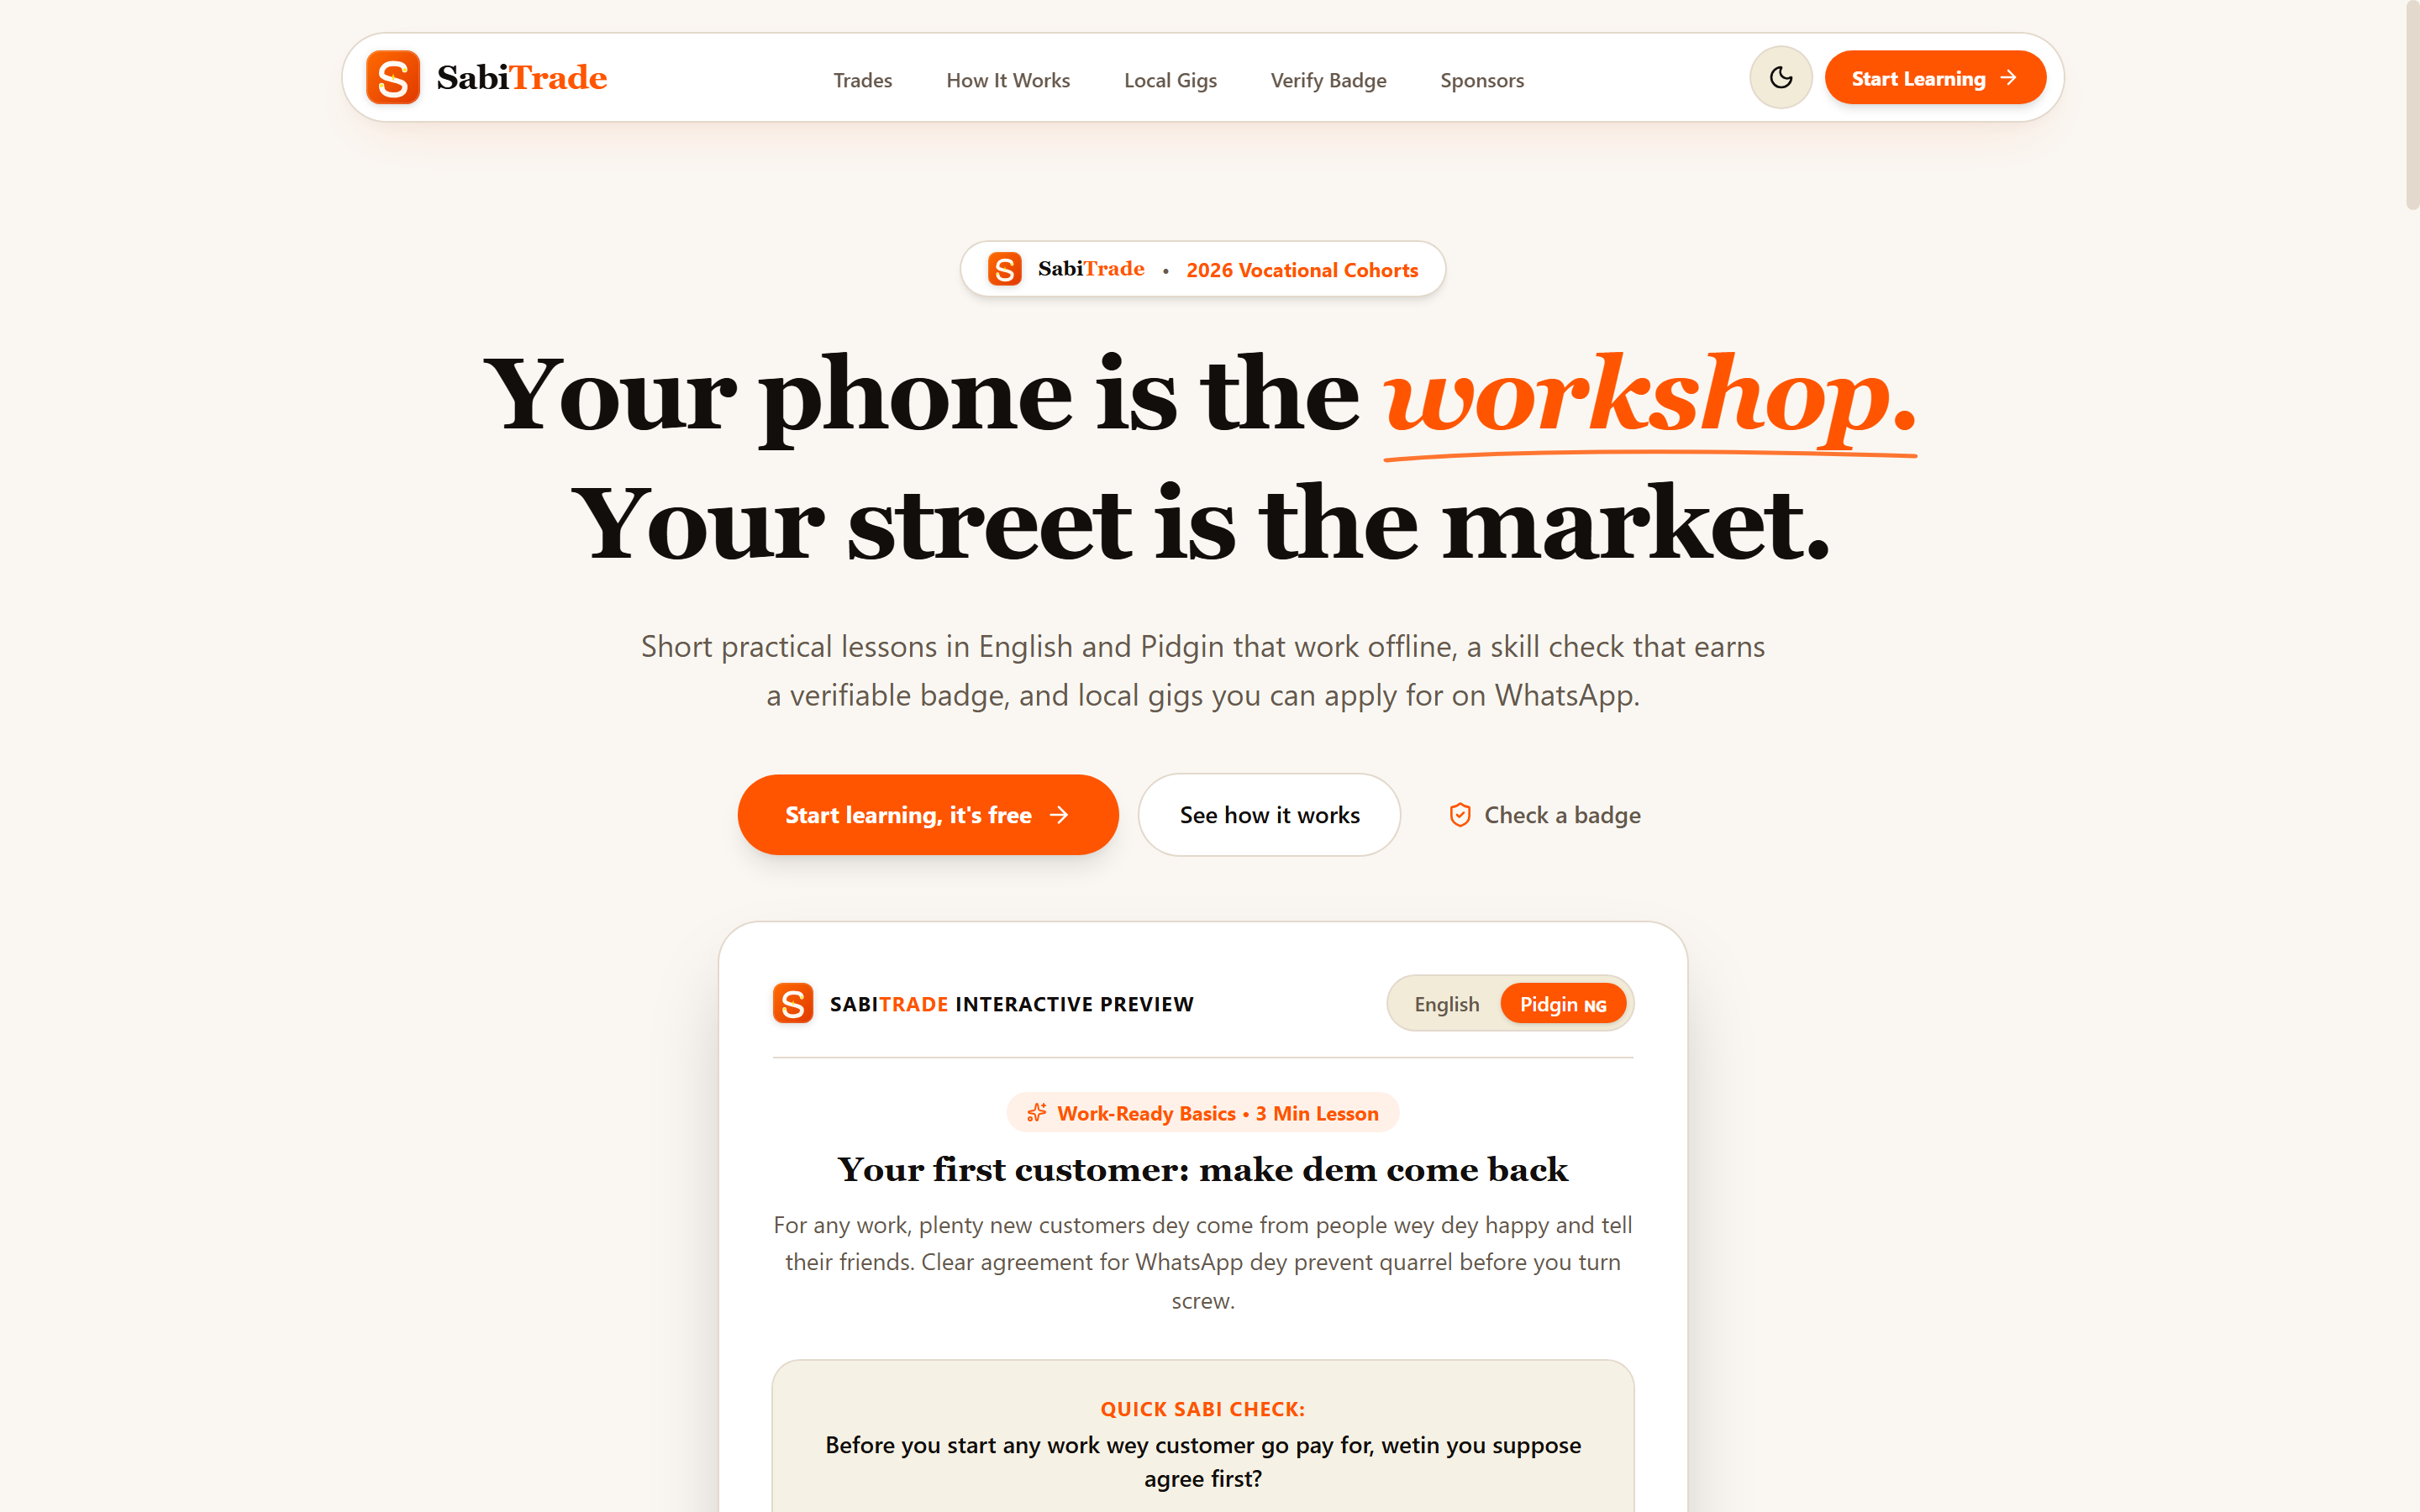 SabiTrade
Trades
How It Works
Local Gigs
Verify Badge
Sponsors
Start Learning
SabiTrade • 2026 Vocational Cohorts
Your phone is the workshop.
Your street is the market.
Short practical lessons in English and Pidgin that work offline, a skill check that earns
a verifiable badge, and local gigs you can apply for on WhatsApp.
Start learning, it's free
See how it works
Check a badge
SABITRADE INTERACTIVE PREVIEW
English
Pidgin NG
Work-Ready Basics • 3 Min Lesson
Your first customer: make dem come back
For any work, plenty new customers dey come from people wey dey happy and tell
their friends. Clear agreement for WhatsApp dey prevent quarrel before you turn
screw.
QUICK SABI CHECK:
Before you start any work wey customer go pay for, wetin you suppose
agree first?